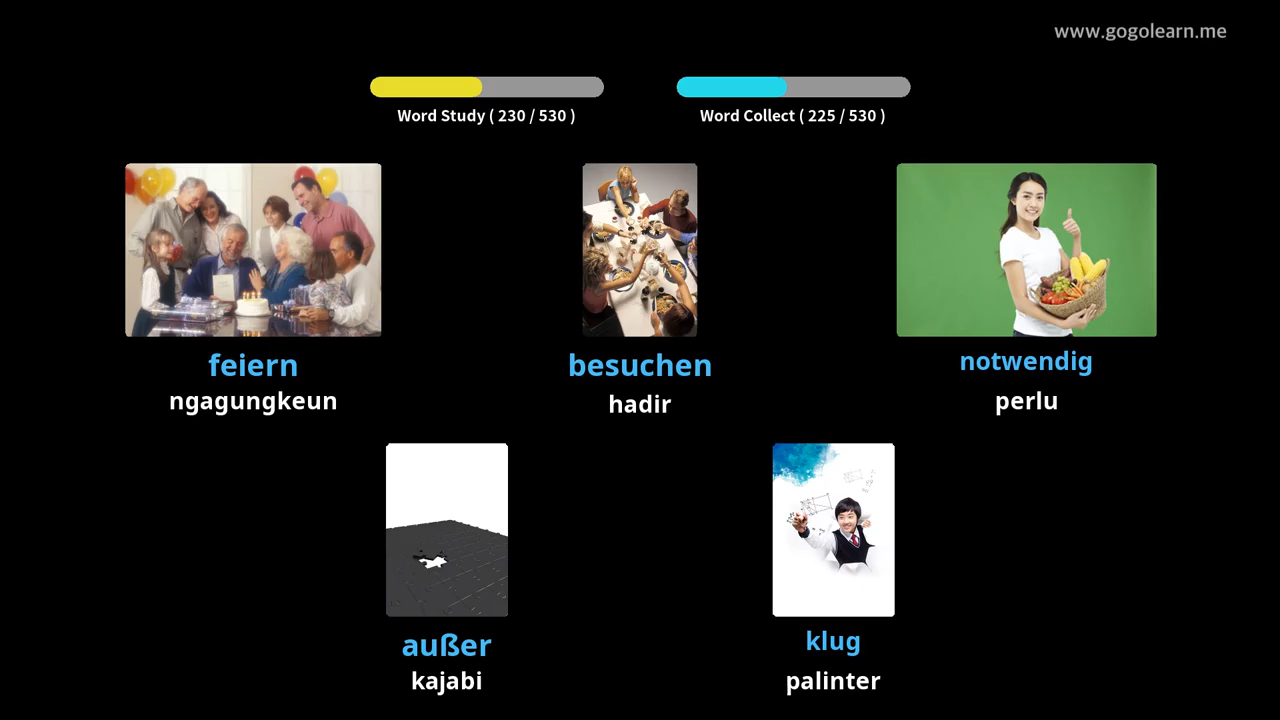 www.gogolearn.me
Word Study ( 230 / 530 )
Word Collect ( 225 / 530 )
feiern
ngagungkeun
besuchen
hadir
notwendig
perlu
außer
kajabi
klug
palinter